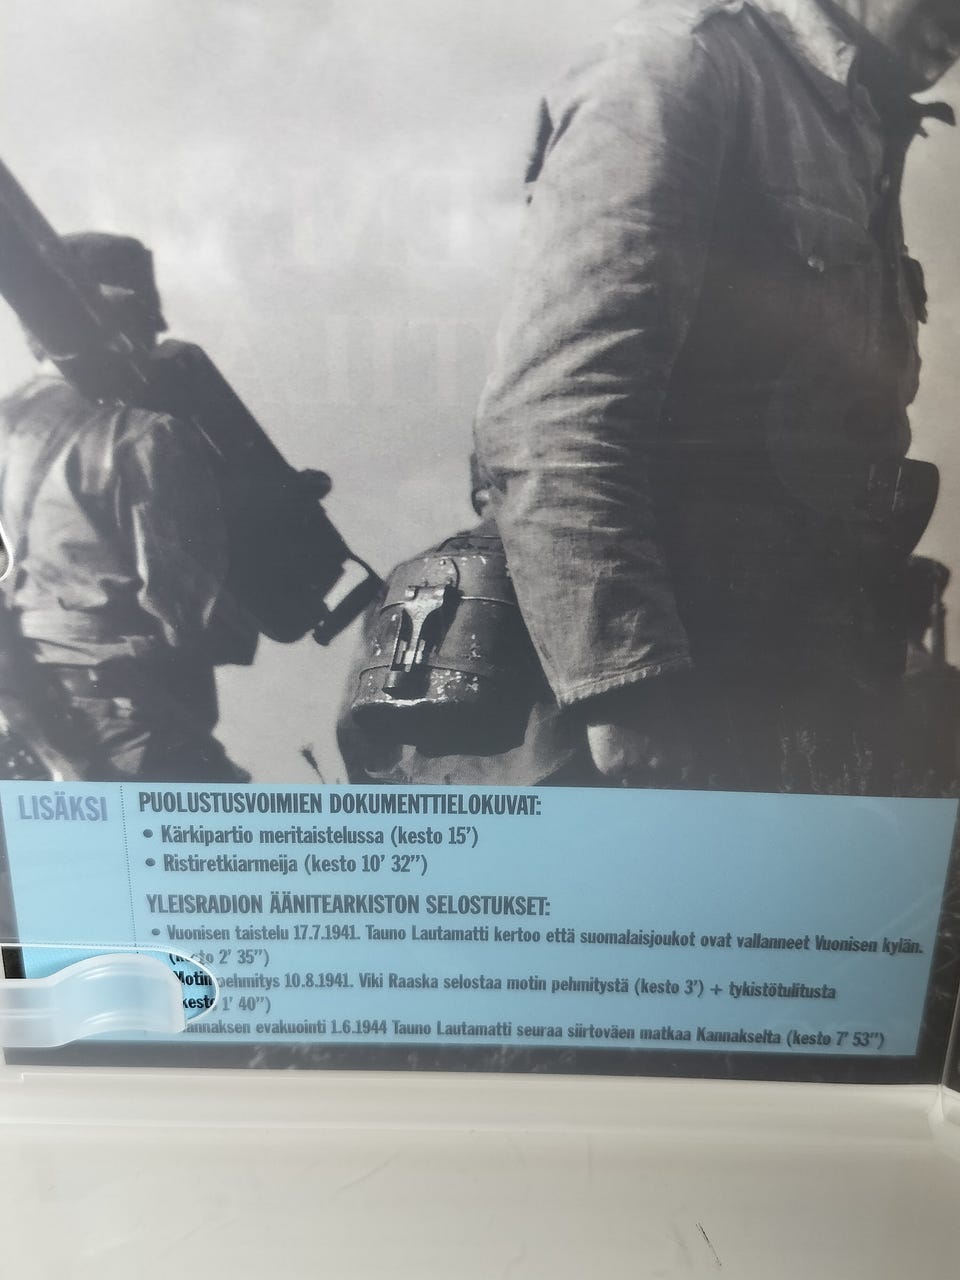 LISÄKSI
PUOLUSTUSVOIMIEN DOKUMENTTIELOKUVAT:
• Kärkipartio meritaistelussa (kesto 15’)
• Ristiretkiarmeija (kesto 10’ 32”)
YLEISRADION ÄÄNITEARKISTON SELOSTUKSET:
• Vuonisen taistelu 17.7.1941. Tauno Lautamatti kertoo että suomalaisjoukot ovat vallanneet Vuonisen kylän.
(kesto 2’ 35”)
Motin pehmitys 10.8.1941. Viki Raaska selostaa motin pehmitystä (kesto 3’) + tykistötulitusta
(kesto 1’ 40”)
Kannaksen evakuointi 1.6.1944 Tauno Lautamatti seuraa siirtoväen matkaa Kannakselta (kesto 7’ 53”)